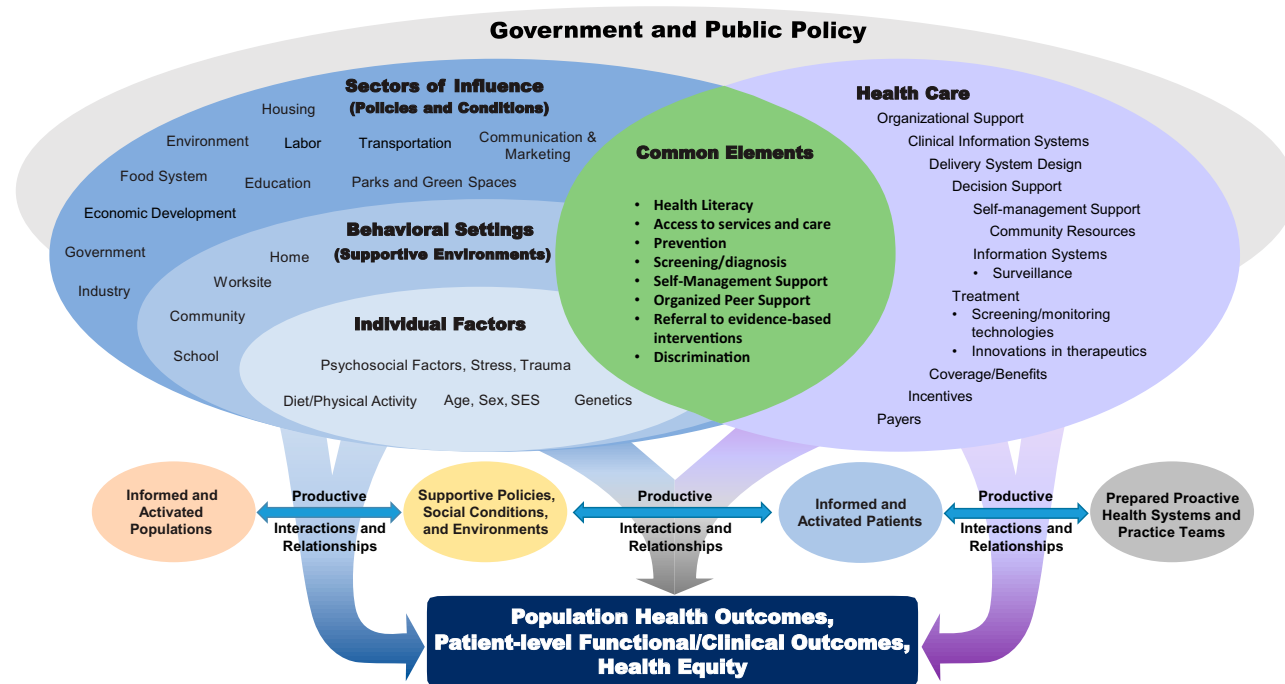 Government and Public Policy
Sectors of Influence
(Policies and Conditions)
Housing
Environment
Labor
Transportation
Communication &
Marketing
Food System
Education
Parks and Green Spaces
Economic Development
Government
Industry
Behavioral Settings
(Supportive Environments)
Home
Worksite
Community
School
Individual Factors
Psychosocial Factors, Stress, Trauma
Diet/Physical Activity
Age, Sex, SES
Genetics
Common Elements
• Health Literacy
• Access to services and care
• Prevention
• Screening/diagnosis
• Self-Management Support
• Organized Peer Support
• Referral to evidence-based
interventions
• Discrimination
Health Care
Organizational Support
Clinical Information Systems
Delivery System Design
Decision Support
Self-management Support
Community Resources
Information Systems
• Surveillance
Treatment
• Screening/monitoring
technologies
• Innovations in therapeutics
Coverage/Benefits
Incentives
Payers
Informed and
Activated
Populations
Productive
Interactions and
Relationships
Supportive Policies,
Social Conditions,
and Environments
Productive
Interactions and
Relationships
Informed and
Activated Patients
Productive
Interactions and
Relationships
Prepared Proactive
Health Systems and
Practice Teams
Population Health Outcomes,
Patient-level Functional/Clinical Outcomes,
Health Equity